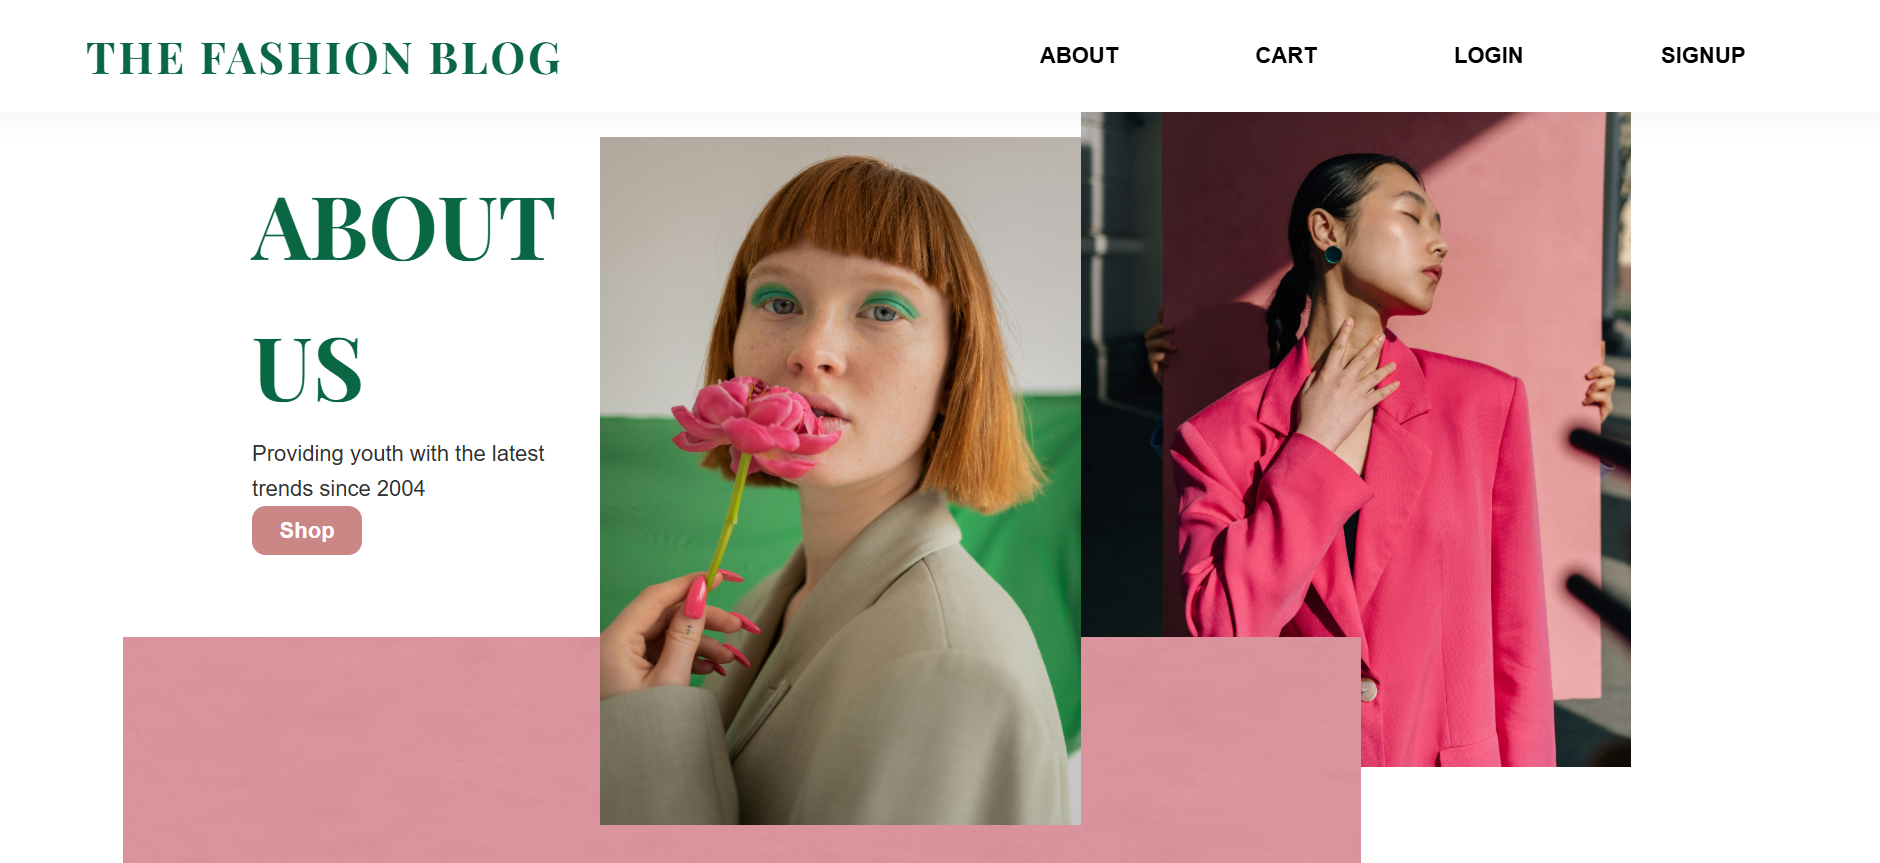 THE FASHION BLOG
ABOUT CART LOGIN SIGNUP
ABOUT
US
Providing youth with the latest
trends since 2004
Shop